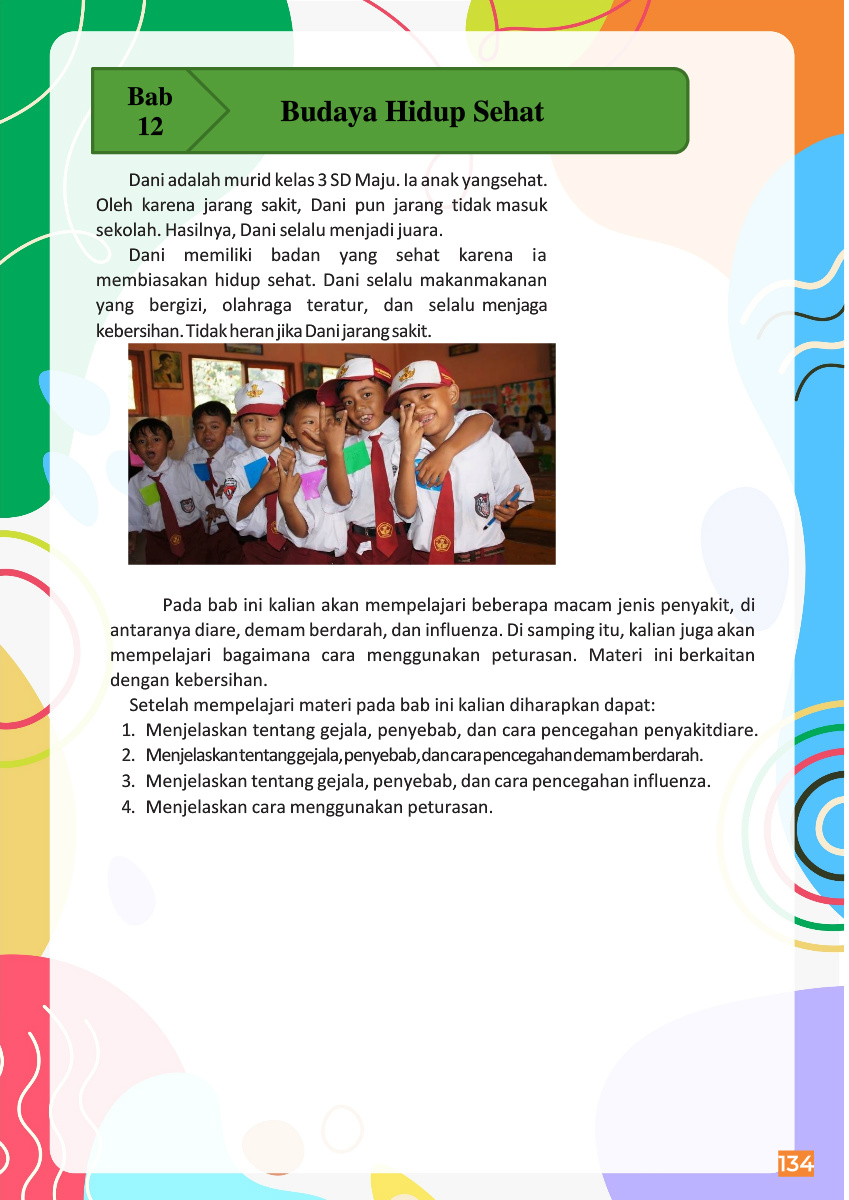 Bab
12
Budaya Hidup Sehat
Dani adalah murid kelas 3 SD Maju. Ia anak yangsehat.
Oleh karena jarang sakit, Dani pun jarang tidak masuk
sekolah. Hasilnya, Dani selalu menjadi juara.
Dani memiliki badan yang sehat karena ia
membiasakan hidup sehat. Dani selalu makanmakanan
yang bergizi, olahraga teratur, dan selalu menjaga
kebersihan. Tidak heran jika Dani jarang sakit.
Pada bab ini kalian akan mempelajari beberapa macam jenis penyakit, di
antaranya diare, demam berdarah, dan influenza. Di samping itu, kalian juga akan
mempelajari bagaimana cara menggunakan peturasan. Materi ini berkaitan
dengan kebersihan.
Setelah mempelajari materi pada bab ini kalian diharapkan dapat:
1. Menjelaskan tentang gejala, penyebab, dan cara pencegahan penyakitdiare.
2. Menjelaskan tentang gejala, penyebab, dan cara pencegahan demam berdarah.
3. Menjelaskan tentang gejala, penyebab, dan cara pencegahan influenza.
4. Menjelaskan cara menggunakan peturasan.
134